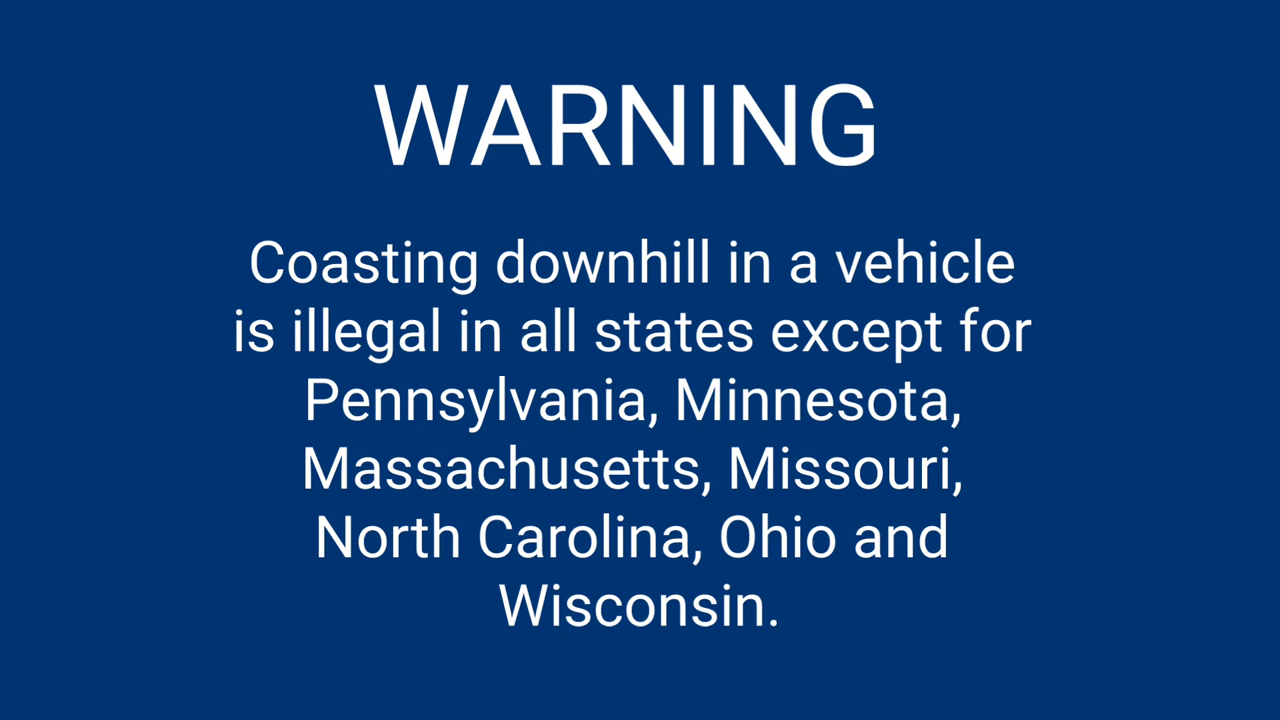 WARNING
Coasting downhill in a vehicle
is illegal in all states except for
Pennsylvania, Minnesota,
Massachusetts, Missouri,
North Carolina, Ohio and
Wisconsin.